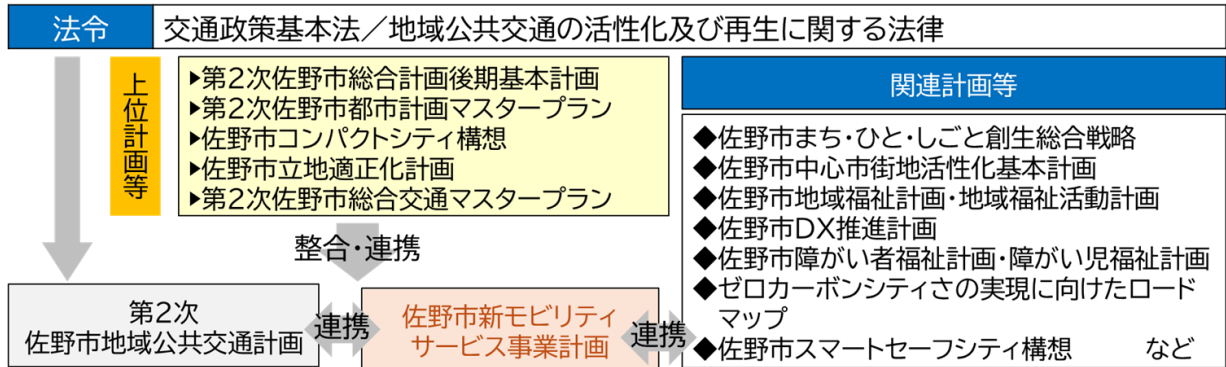 法令
交通政策基本法／地域公共交通の活性化及び再生に関する法律
上位計画等
▶第2次佐野市総合計画後期基本計画
▶第2次佐野市都市計画マスタープラン
▶佐野市コンパクトシティ構想
▶佐野市立地適正化計画
▶第2次佐野市総合交通マスタープラン
関連計画等
◆佐野市まち・ひと・しごと創生総合戦略
◆佐野市中心市街地活性化基本計画
◆佐野市地域福祉計画・地域福祉活動計画
◆佐野市DX推進計画
◆佐野市障がい者福祉計画・障がい児福祉計画
◆ゼロカーボンシティさの実現に向けたロード
マップ
◆佐野市スマートセーフシティ構想　　　など
整合・連携
第2次
佐野市地域公共交通計画
連携
佐野市新モビリティ
サービス事業計画
連携